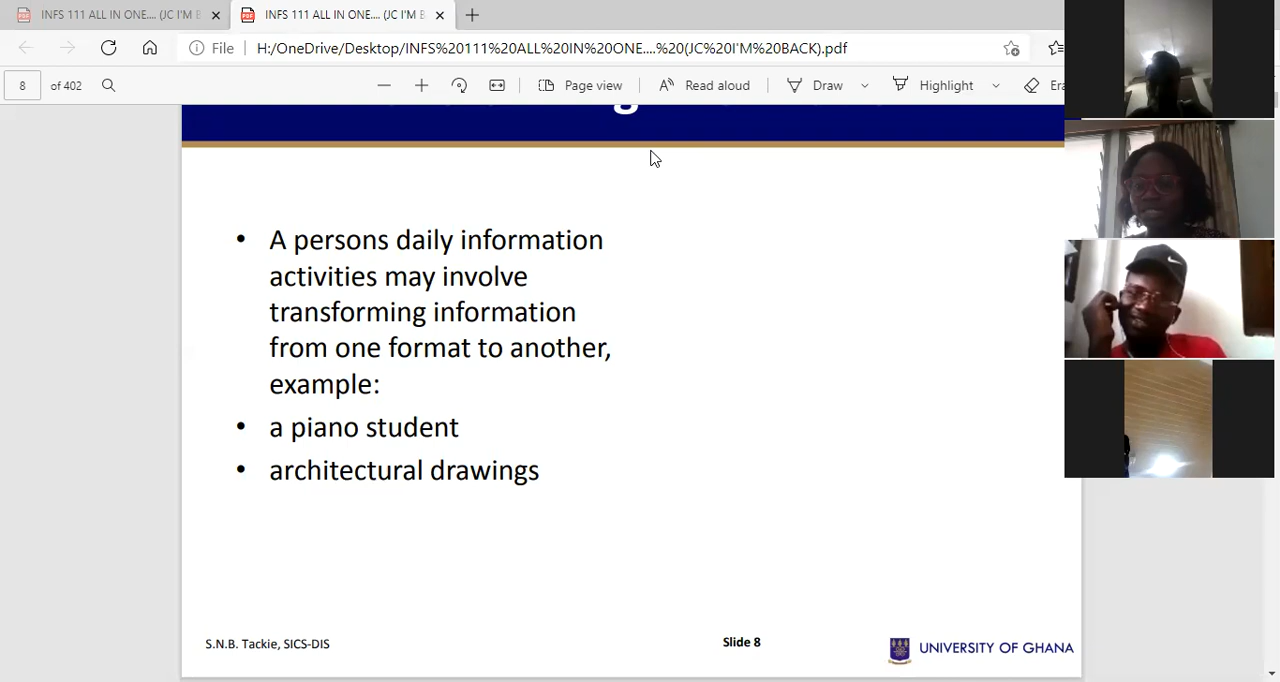 INFS 111 ALL IN ONE.... (JC I'M B
INFS 111 ALL IN ONE.... (JC I'M B
File
H:/OneDrive/Desktop/INFS%20111%20ALL%20IN%20ONE....%20(JC%20I'M%20BACK).pdf
8 of 402
Page view
Read aloud
Draw
Highlight
Era
• A persons daily information
activities may involve
transforming information
from one format to another,
example:
• a piano student
• architectural drawings
S.N.B. Tackie, SICS-DIS
Slide 8
UNIVERSITY OF GHANA